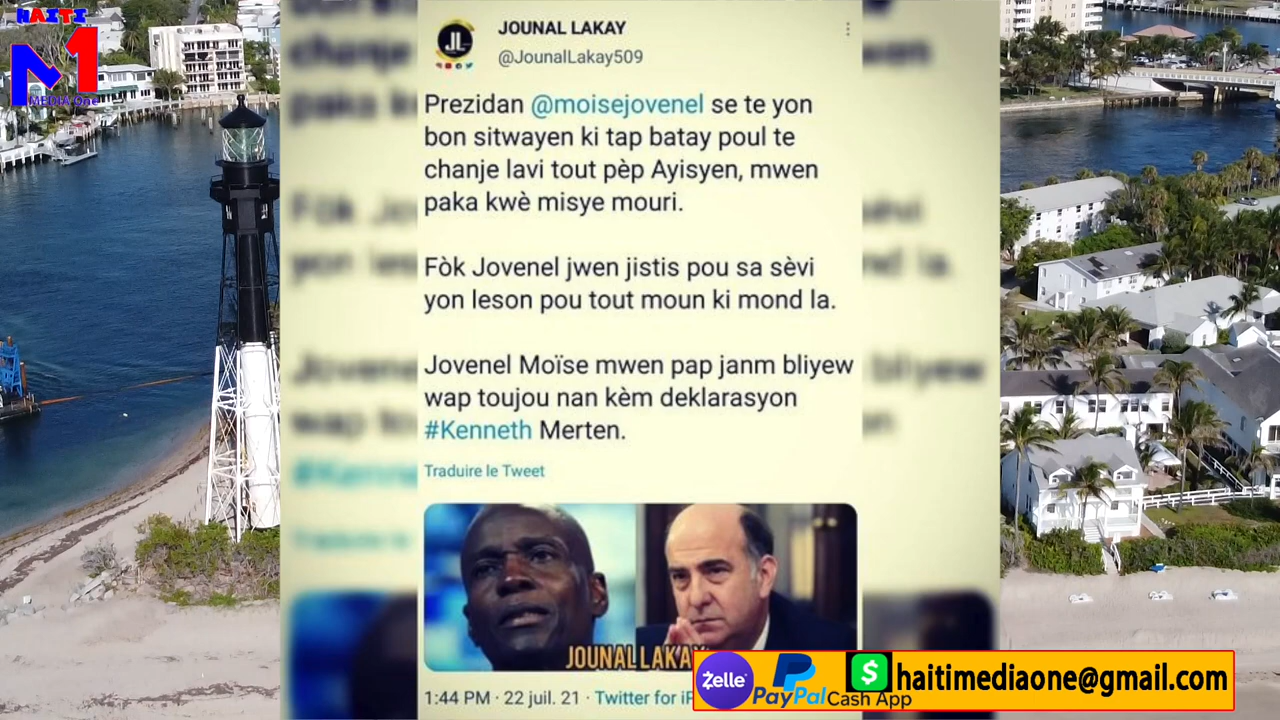 HAITI
M1
MEDIA One
JOUNAL LAKAY
@JounalLakay509
Prezidan @moisejovenel se te yon
bon sitwayen ki tap batay poul te
chanje lavi tout pèp Ayisyen, mwen
paka kwè misye mouri.
Fòk Jovenel jwen jistis pou sa sèvi
yon leson pou tout moun ki mond la.
Jovenel Moïse mwen pap janm bliyew
wap toujou nan kèm deklarasyon
#Kenneth Merten.
Traduire le Tweet
JL
JOUNAL LAKAY
1:44 PM · 22 juil. 21 · Twitter for iP
Zelle
PayPal
$
Cash App
haitimediaone@gmail.com